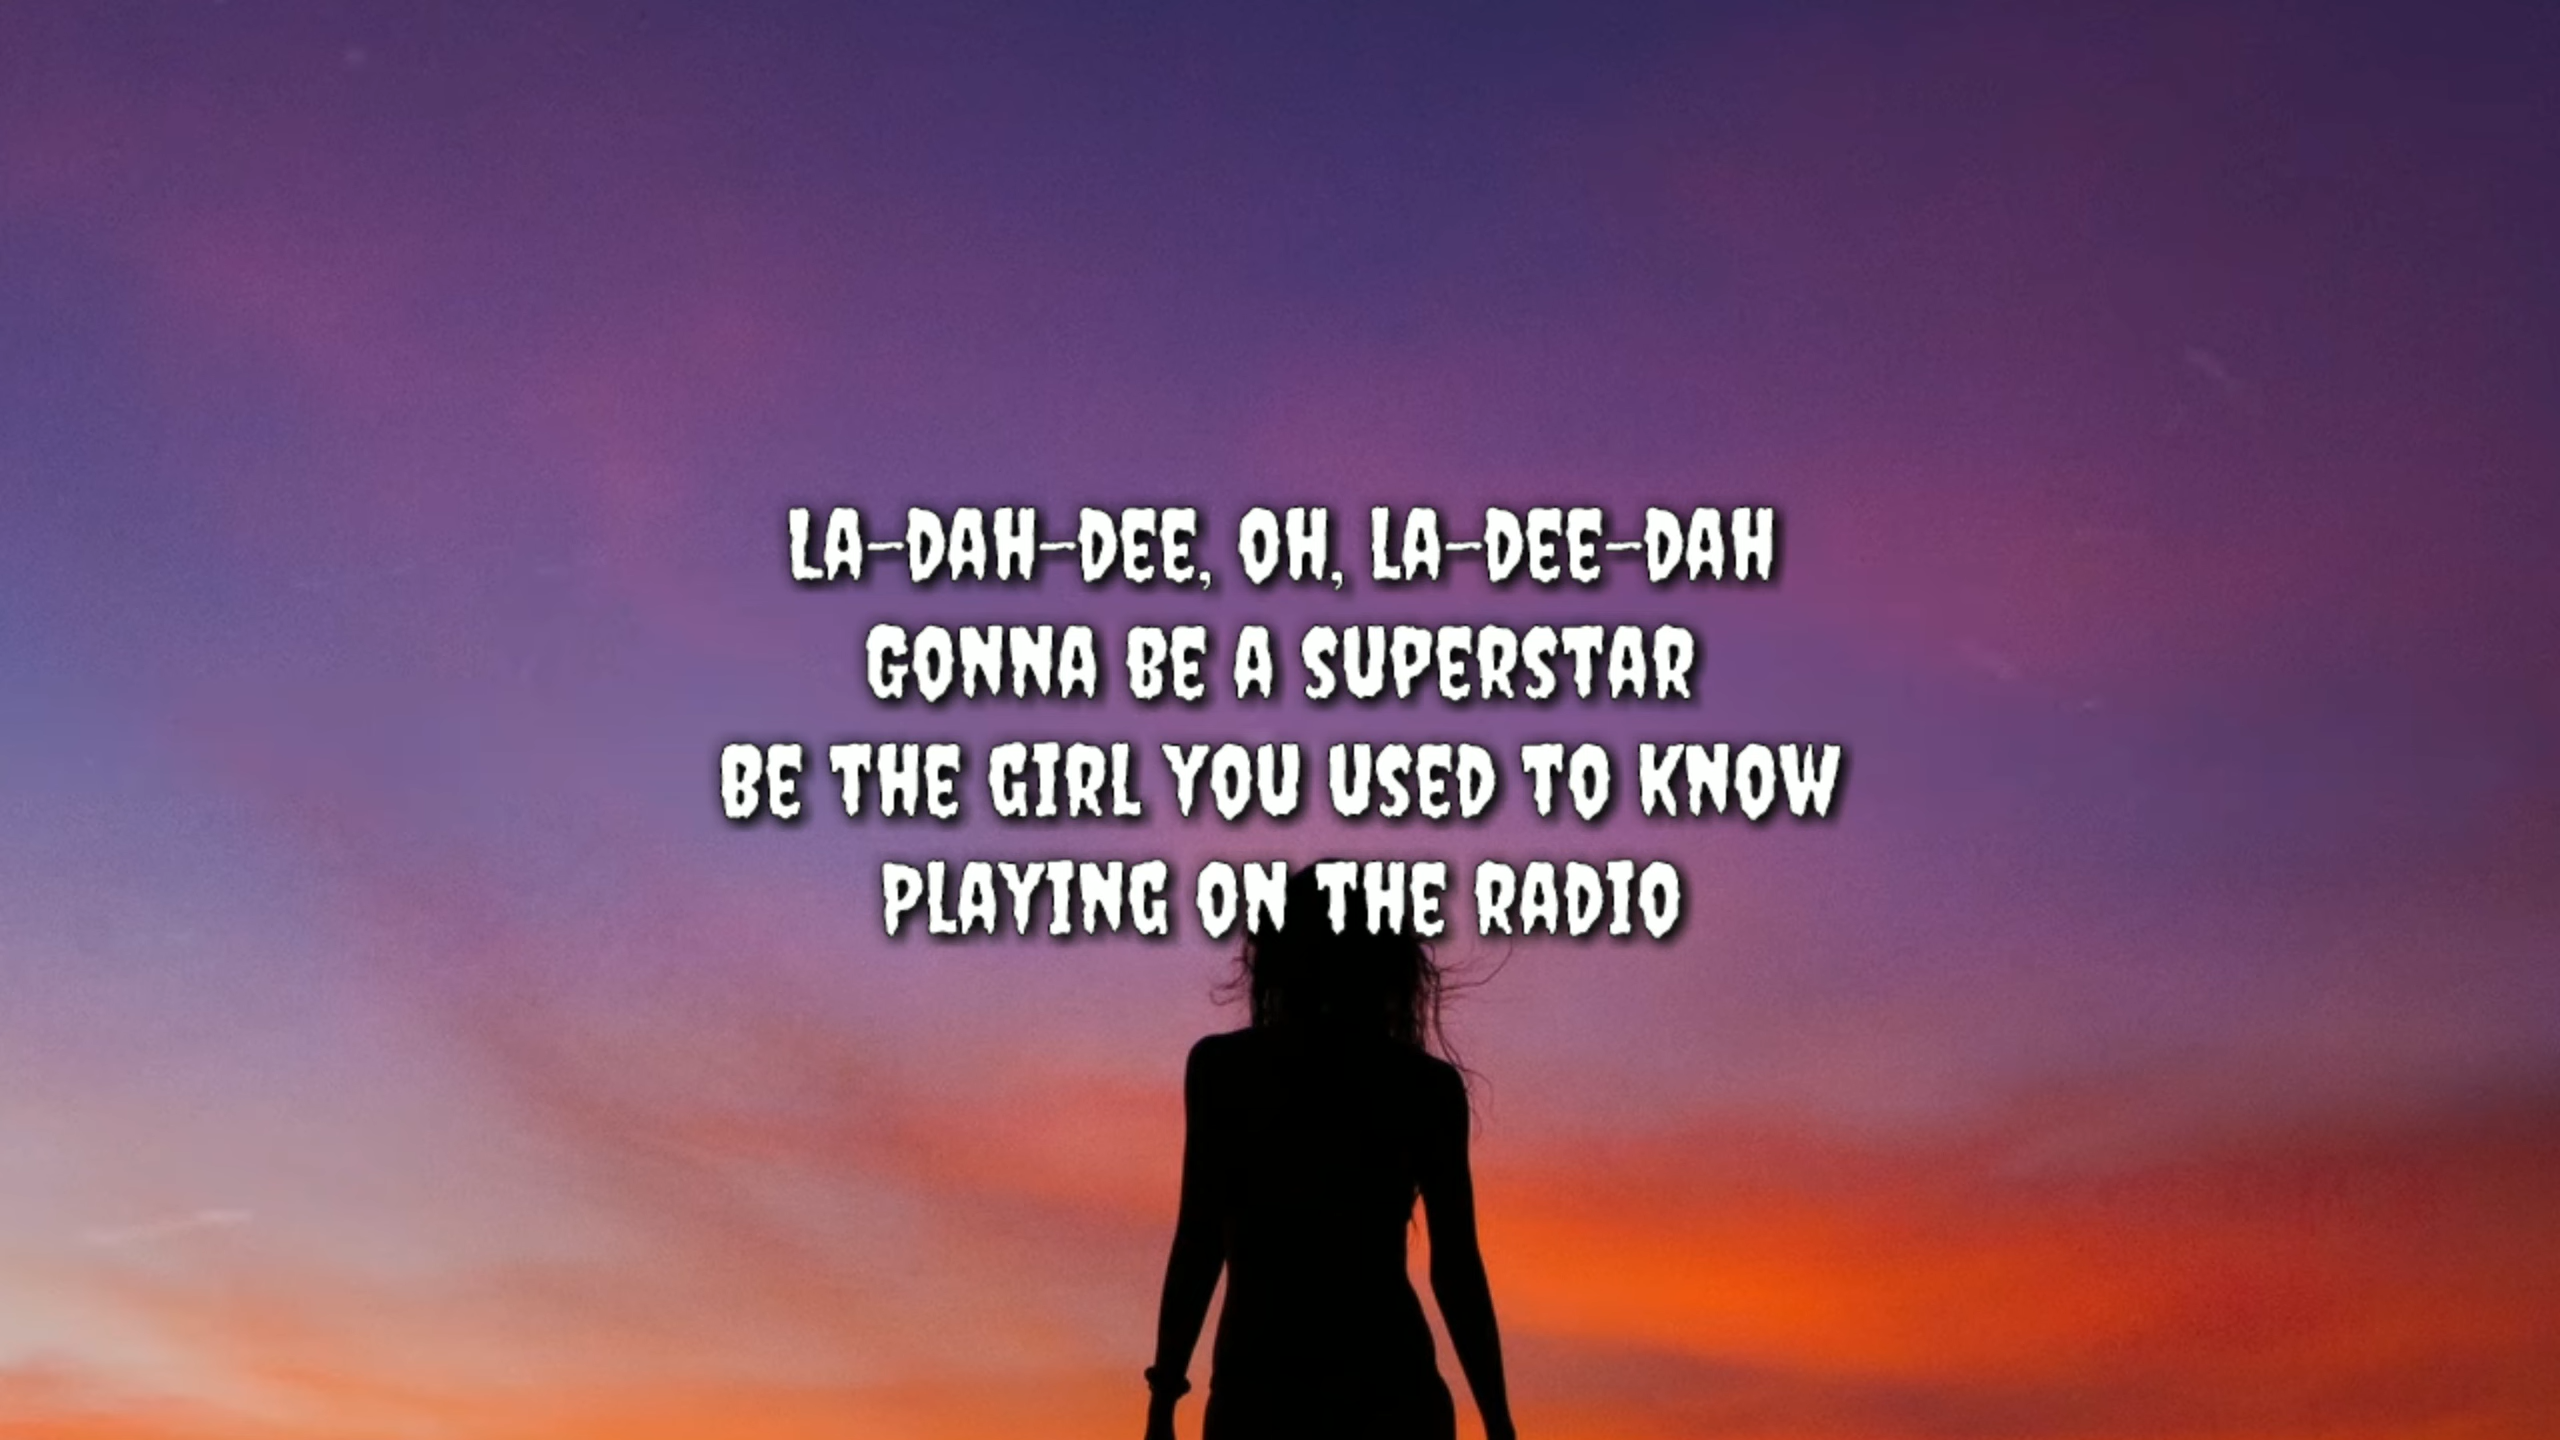 LA-DAH-DEE, OH, LA-DEE-DAH
GONNA BE A SUPERSTAR
BE THE GIRL YOU USED TO KNOW
PLAYING ON THE RADIO